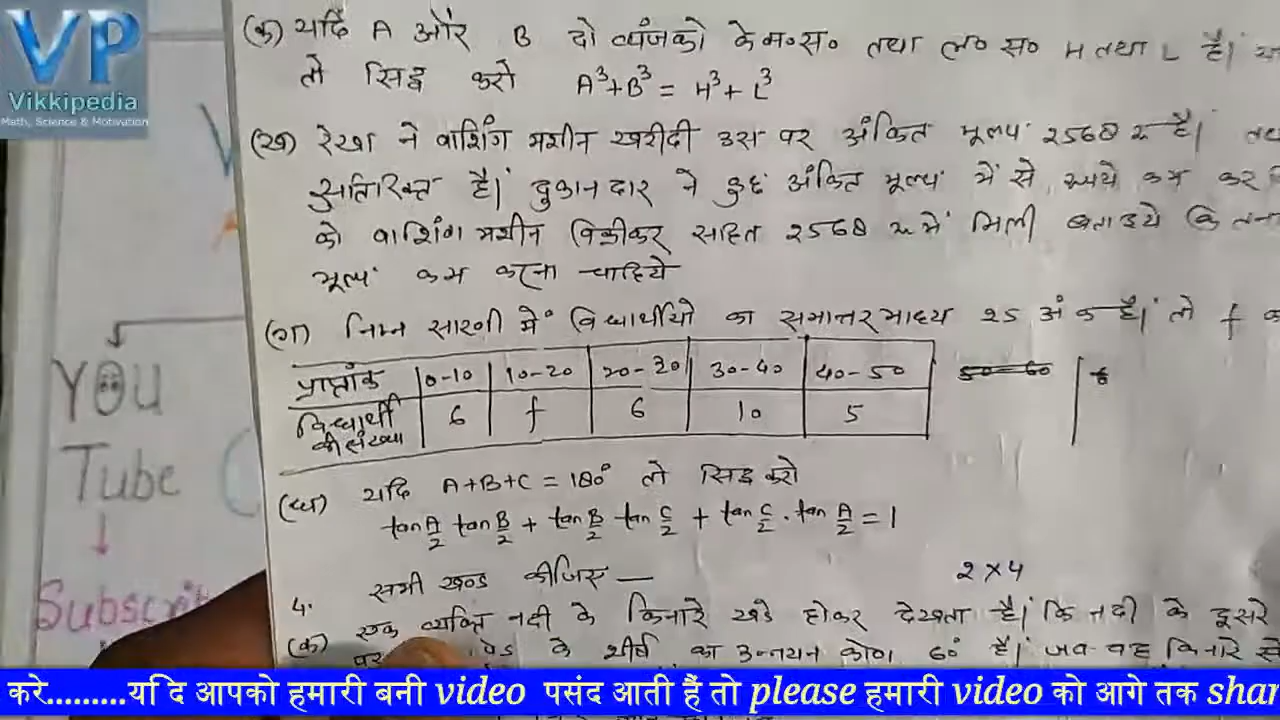 VP
Vikkipedia
Math, Science & Motivation
(क) यदि A और B दो व्यंजको के म०स० तथा ल० स० H तथा L है।
तो सिद्ध करो A³+B³ = H³+L³
(ख) रेखा ने वाशिंग मशीन खरीदी उस पर अंकित मूल्य 2568 रू है।
अतिरिक्त है। दुकानदार ने कुछ अंकित मूल्य में से रूपये कम कर
को वाशिंग मशीन विक्रीकर सहित 2568 रू में मिली बताइये कितना
मूल्य कम करना चाहिये
(ग) निम्न सारणी में विद्यार्थीयो का समान्तर माध्य 25 अंक है। तो f
प्राप्तांक 0-10 10-20 20-30 30-40 40-50
विद्यार्थी की संख्या 6 f 6 10 5
(घ) यदि A+B+C = 180° तो सिद्ध करो
tan A/2 tan B/2 + tan B/2 tan C/2 + tan C/2 . tan A/2 = 1
4. सभी खण्ड कीजिए — 2×4
(क) एक व्यक्ति नदी के किनारे खडे होकर देखता है। कि नदी के दूसरे
पर पेड के शीर्ष का उन्नयन कोण 60° है। जब वह किनारे से
YOU
Tube
Subscri
करे.........यदि आपको हमारी बनी video पसंद आती हैं तो please हमारी video को आगे तक shar